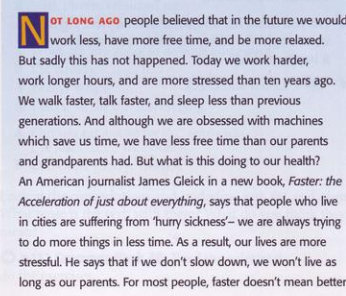 NOT LONG AGO people believed that in the future we would
work less, have more free time, and be more relaxed.
But sadly this has not happened. Today we work harder,
work longer hours, and are more stressed than ten years ago.
We walk faster, talk faster, and sleep less than previous
generations. And although we are obsessed with machines
which save us time, we have less free time than our parents
and grandparents had. But what is this doing to our health?
An American journalist James Gleick in a new book, Faster: the
Acceleration of just about everything, says that people who live
in cities are suffering from 'hurry sickness'– we are always trying
to do more things in less time. As a result, our lives are more
stressful. He says that if we don't slow down, we won't live as
long as our parents. For most people, faster doesn't mean better